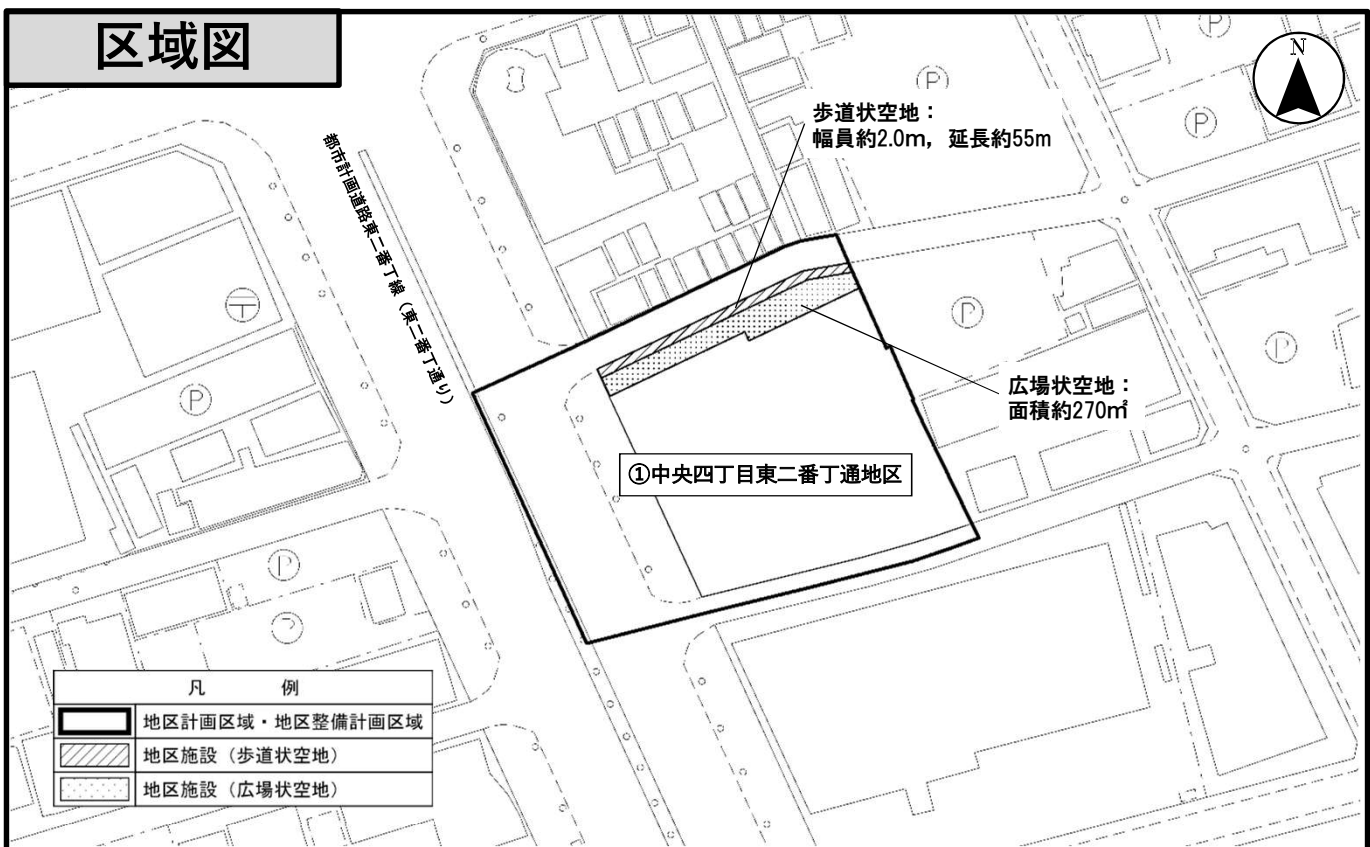 区域図
N
歩道状空地：
幅員約2.0m，延長約55m
都市計画道路東二番丁線（東二番丁通り）
広場状空地：
面積約270㎡
①中央四丁目東二番丁通地区
P
P
P
P
P
P
P
凡　例
地区計画区域・地区整備計画区域
地区施設（歩道状空地）
地区施設（広場状空地）